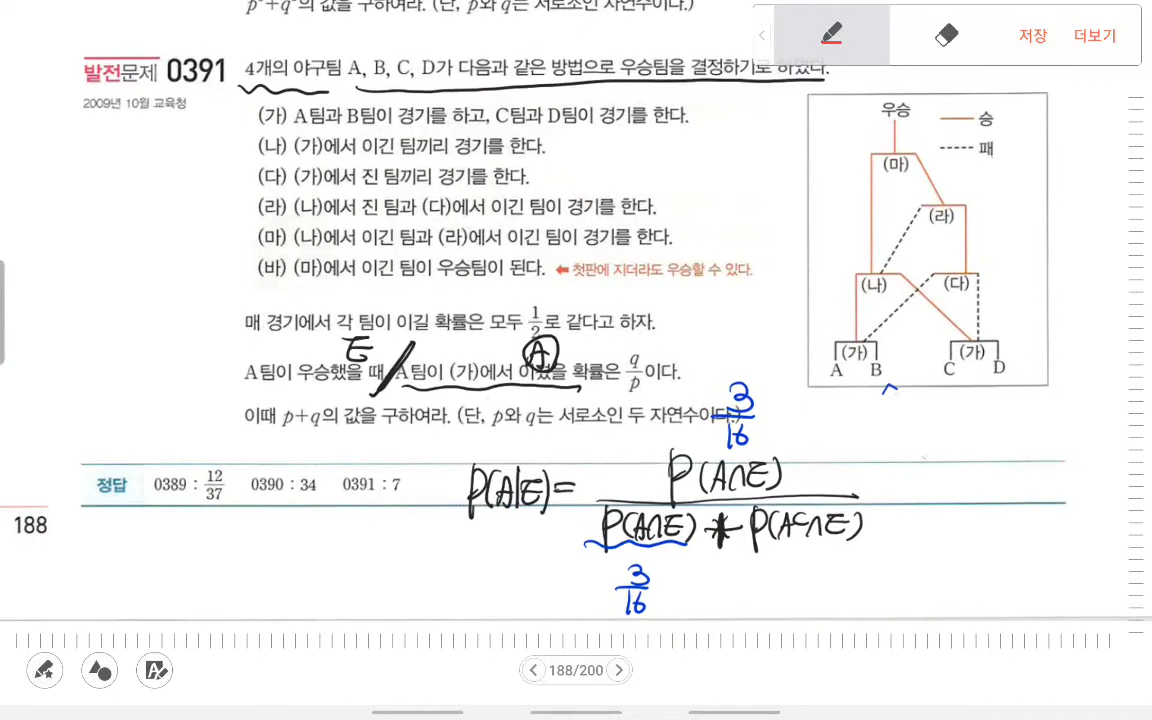 p²+q²의 값을 구하여라. (단, p와 q는 서로소인 자연수이다.)
저장 더보기
발전문제 0391 4개의 야구팀 A, B, C, D가 다음과 같은 방법으로 우승팀을 결정하기로 하였다.
2009년 10월 교육청
(가) A팀과 B팀이 경기를 하고, C팀과 D팀이 경기를 한다.
(나) (가)에서 이긴 팀끼리 경기를 한다.
(다) (가)에서 진 팀끼리 경기를 한다.
(라) (나)에서 진 팀과 (다)에서 이긴 팀이 경기를 한다.
(마) (나)에서 이긴 팀과 (라)에서 이긴 팀이 경기를 한다.
(바) (마)에서 이긴 팀이 우승팀이 된다. ⬅ 첫판에 지더라도 우승할 수 있다.
우승
승
패
(마)
(라)
(나) (다)
(가) (가)
A B C D
매 경기에서 각 팀이 이길 확률은 모두 1/2로 같다고 하자.
E A
A팀이 우승했을 때, A팀이 (가)에서 이겼을 확률은 q/p이다.
이때 p+q의 값을 구하여라. (단, p와 q는 서로소인 두 자연수이다.)
3/16
정답 0389 : 12/37 0390 : 34 0391 : 7
P(A|E) = P(A∩E) / P(A∩E) + P(Aᶜ∩E)
3/16
188
188/200